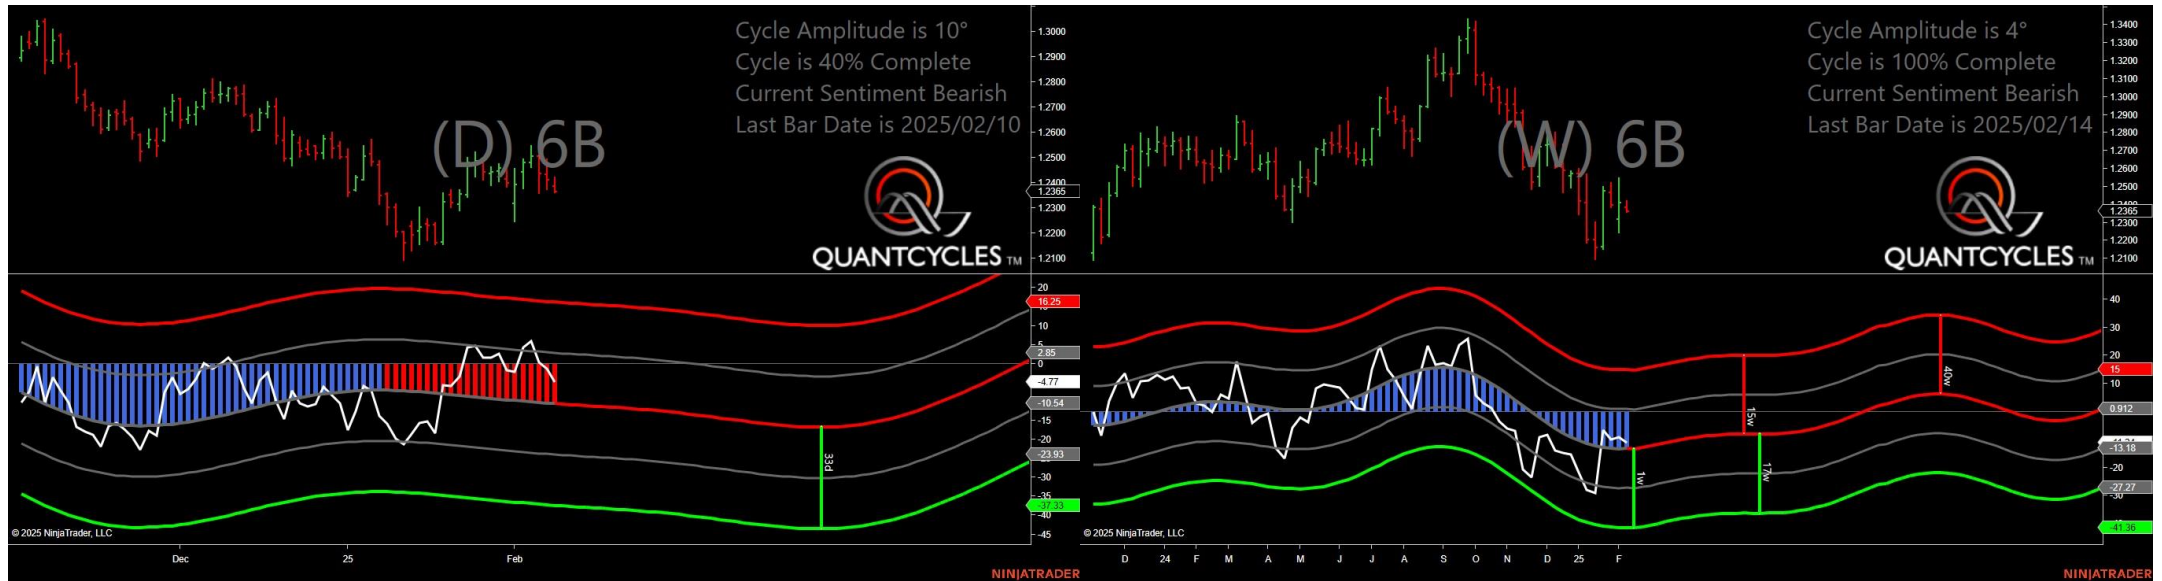 Cycle Amplitude is 10°
Cycle is 40% Complete
Current Sentiment Bearish
Last Bar Date is 2025/02/10
(D) 6B
QUANTCYCLES TM
1.3000
1.2900
1.2800
1.2700
1.2600
1.2500
1.2400
1.2365
1.2300
1.2200
1.2100
20
16.25
10
5
2.85
0
-4.77
-10.54
-15
-20
-23.93
-30
-35
-37.33
-40
-45
33d
© 2025 NinjaTrader, LLC
Dec
25
Feb
NINJATRADER
Cycle Amplitude is 4°
Cycle is 100% Complete
Current Sentiment Bearish
Last Bar Date is 2025/02/14
(W) 6B
QUANTCYCLES TM
1.3400
1.3300
1.3200
1.3100
1.3000
1.2900
1.2800
1.2700
1.2600
1.2500
1.2400
1.2365
1.2300
1.2200
1.2100
40
30
20
15
10
0.912
-13.18
-20
-27.27
-30
-41.36
1w
15w
17w
40w
© 2025 NinjaTrader, LLC
D
24
F
M
A
M
J
J
A
S
O
N
D
25
F
NINJATRADER